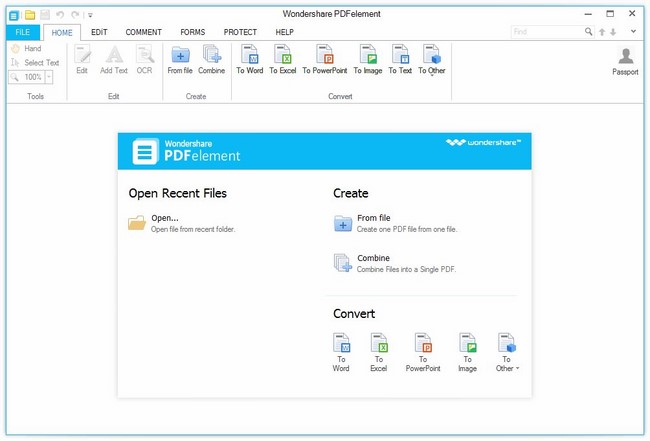 Wondershare PDFelement
FILE HOME EDIT COMMENT FORMS PROTECT HELP Find
Hand
Select Text
100%
Edit Add Text OCR From file Combine To Word To Excel To PowerPoint To Image To Text To Other
Passport
Tools Edit Create Convert
Wondershare
PDFelement
wondershare™
Open Recent Files
Open...
Open file from recent folder.
Create
From file
Create one PDF file from one file.
Combine
Combine Files into a Single PDF.
Convert
To To To To To
Word Excel PowerPoint Image Other